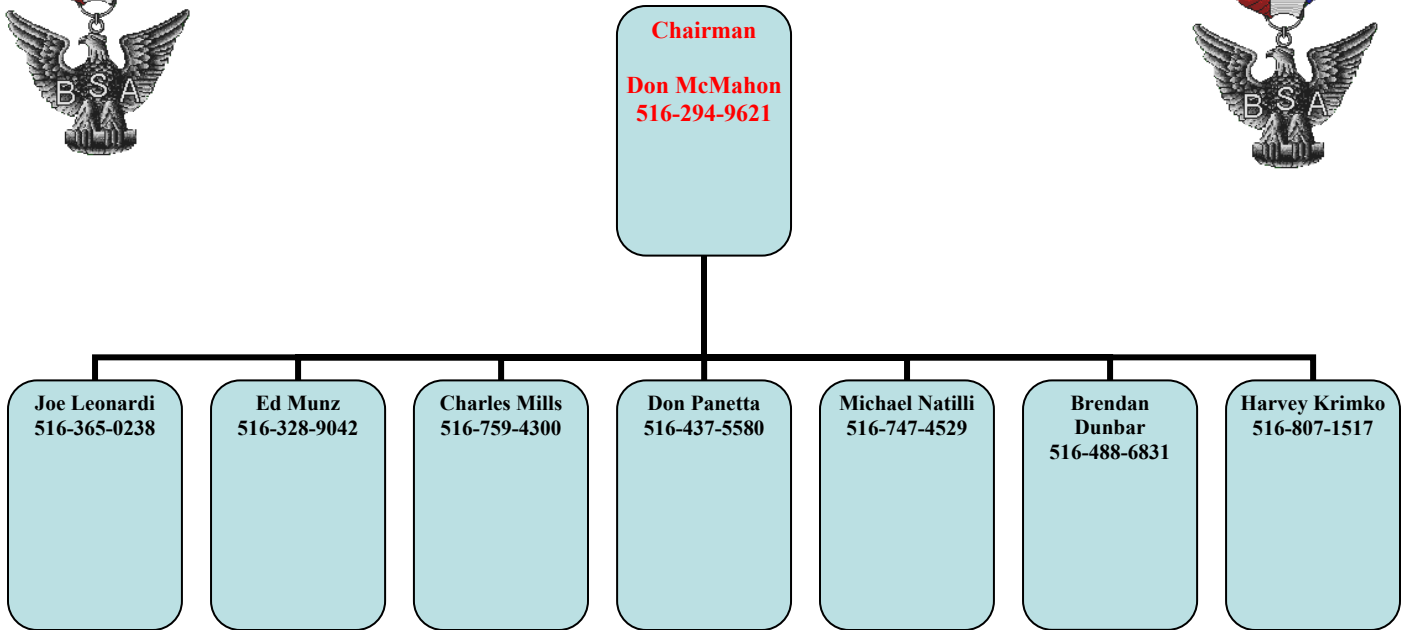 B S A
B S A
Chairman
Don McMahon
516-294-9621
Joe Leonardi
516-365-0238
Ed Munz
516-328-9042
Charles Mills
516-759-4300
Don Panetta
516-437-5580
Michael Natilli
516-747-4529
Brendan
Dunbar
516-488-6831
Harvey Krimko
516-807-1517